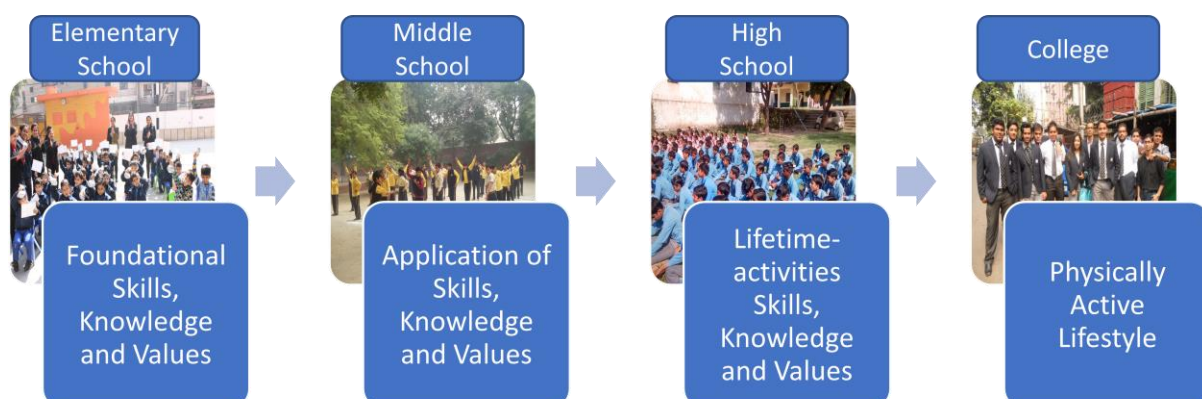 Elementary
School
Foundational
Skills,
Knowledge
and Values
Middle
School
Application of
Skills,
Knowledge
and Values
High
School
Lifetime-
activities
Skills,
Knowledge
and Values
College
Physically
Active
Lifestyle